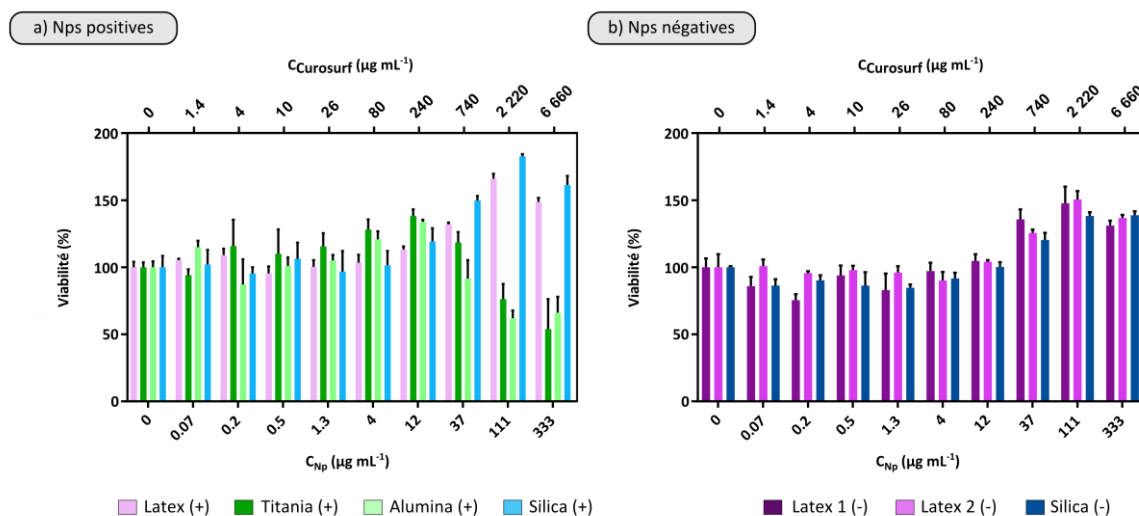 a) Nps positives
C_Curosurf (µg mL⁻¹)
0 1.4 4 10 26 80 240 740 2 220 6 660
200
150
100
50
0
Viabilité (%)
0 0.07 0.2 0.5 1.3 4 12 37 111 333
C_Np (µg mL⁻¹)
Latex (+) Titania (+) Alumina (+) Silica (+)
b) Nps négatives
C_Curosurf (µg mL⁻¹)
0 1.4 4 10 26 80 240 740 2 220 6 660
200
150
100
50
0
Viabilité (%)
0 0.07 0.2 0.5 1.3 4 12 37 111 333
C_Np (µg mL⁻¹)
Latex 1 (-) Latex 2 (-) Silica (-)